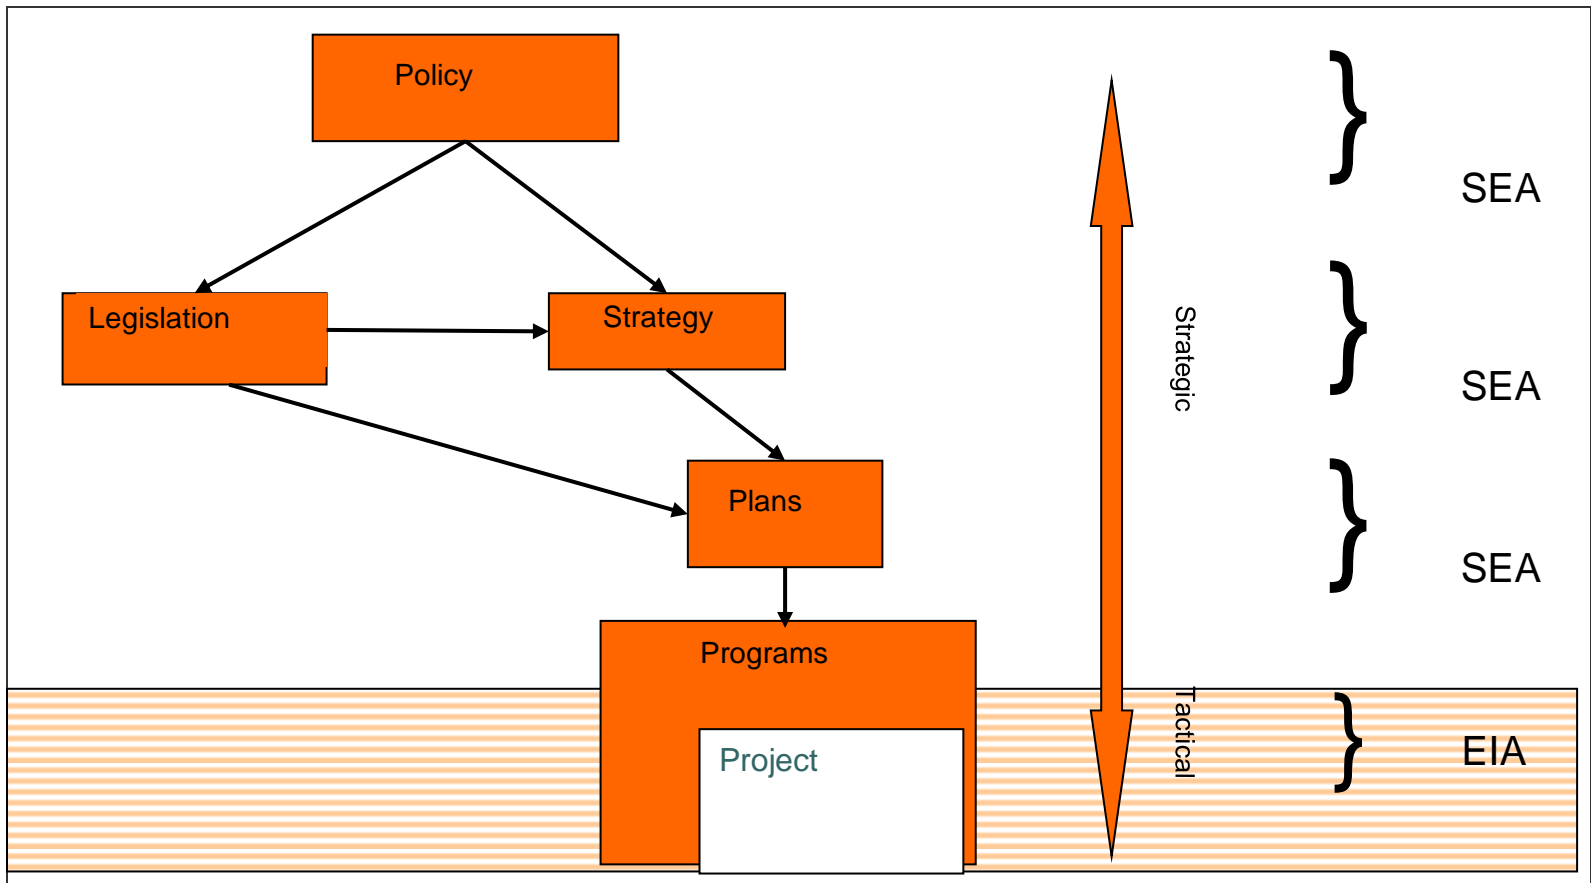 Policy
SEA
Legislation
Strategy
Strategic
SEA
Plans
SEA
Programs
Tactical
Project
EIA